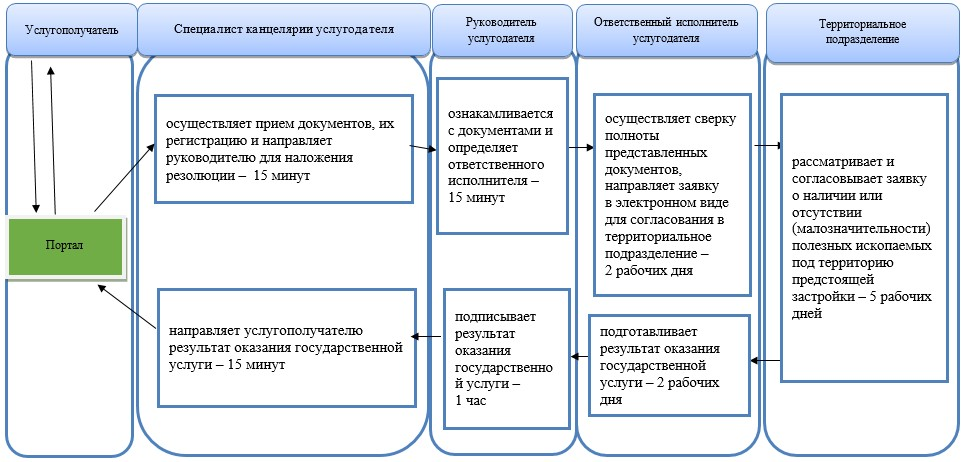 Услугополучатель
Специалист канцелярии услугодателя
Руководитель
услугодателя
Ответственный исполнитель
услугодателя
Территориальное
подразделение
Портал
осуществляет прием документов, их
регистрацию и направляет
руководителю для наложения
резолюции – 15 минут
ознакамливается
с документами и
определяет
ответственного
исполнителя –
15 минут
осуществляет сверку
полноты
представленных
документов,
направляет заявку
в электронном виде
для согласования в
территориальное
подразделение –
2 рабочих дня
рассматривает и
согласовывает заявку
о наличии или
отсутствии
(малозначительности)
полезных ископаемых
под территорию
предстоящей
застройки – 5 рабочих
дней
подготавливает
результат оказания
государственной
услуги – 2 рабочих
дня
подписывает
результат
оказания
государственно
й услуги –
1 час
направляет услугополучателю
результат оказания государственной
услуги – 15 минут